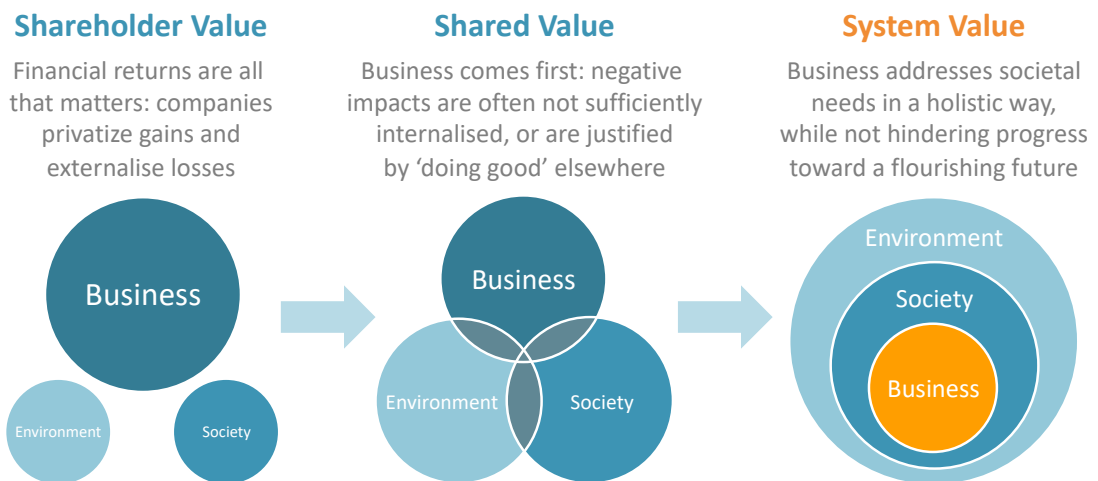 Shareholder Value
Financial returns are all
that matters: companies
privatize gains and
externalise losses
Business
Environment
Society
Shared Value
Business comes first: negative
impacts are often not sufficiently
internalised, or are justified
by ‘doing good’ elsewhere
Business
Environment
Society
System Value
Business addresses societal
needs in a holistic way,
while not hindering progress
toward a flourishing future
Environment
Society
Business